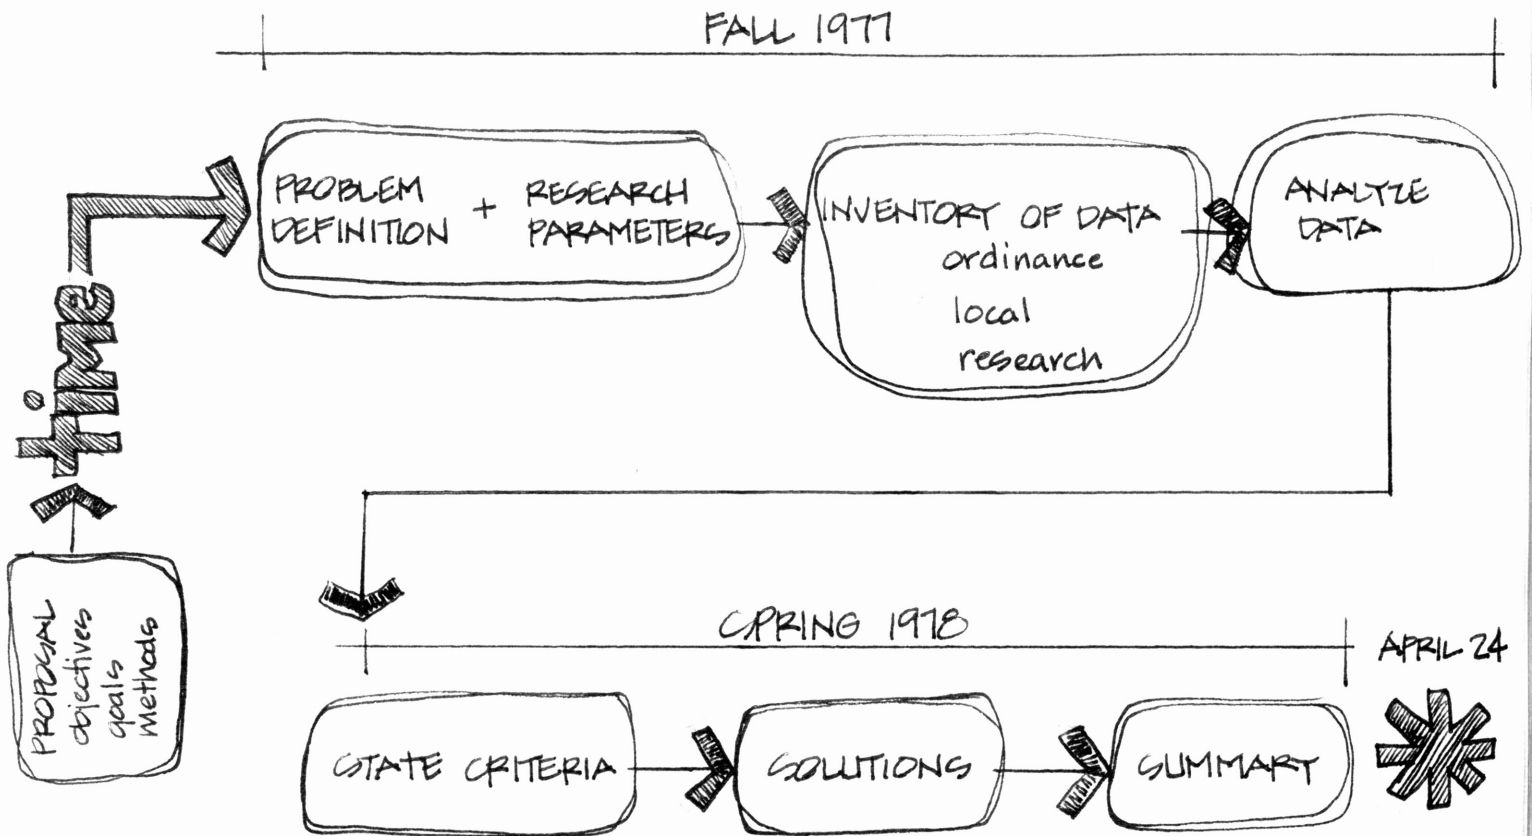 FALL 1977
PROBLEM
DEFINITION
+
RESEARCH
PARAMETERS
INVENTORY OF DATA
ordinance
local
research
ANALYZE
DATA
time
PROPOSAL
objectives
goals
methods
SPRING 1978
APRIL 24
STATE CRITERIA
SOLUTIONS
SUMMARY